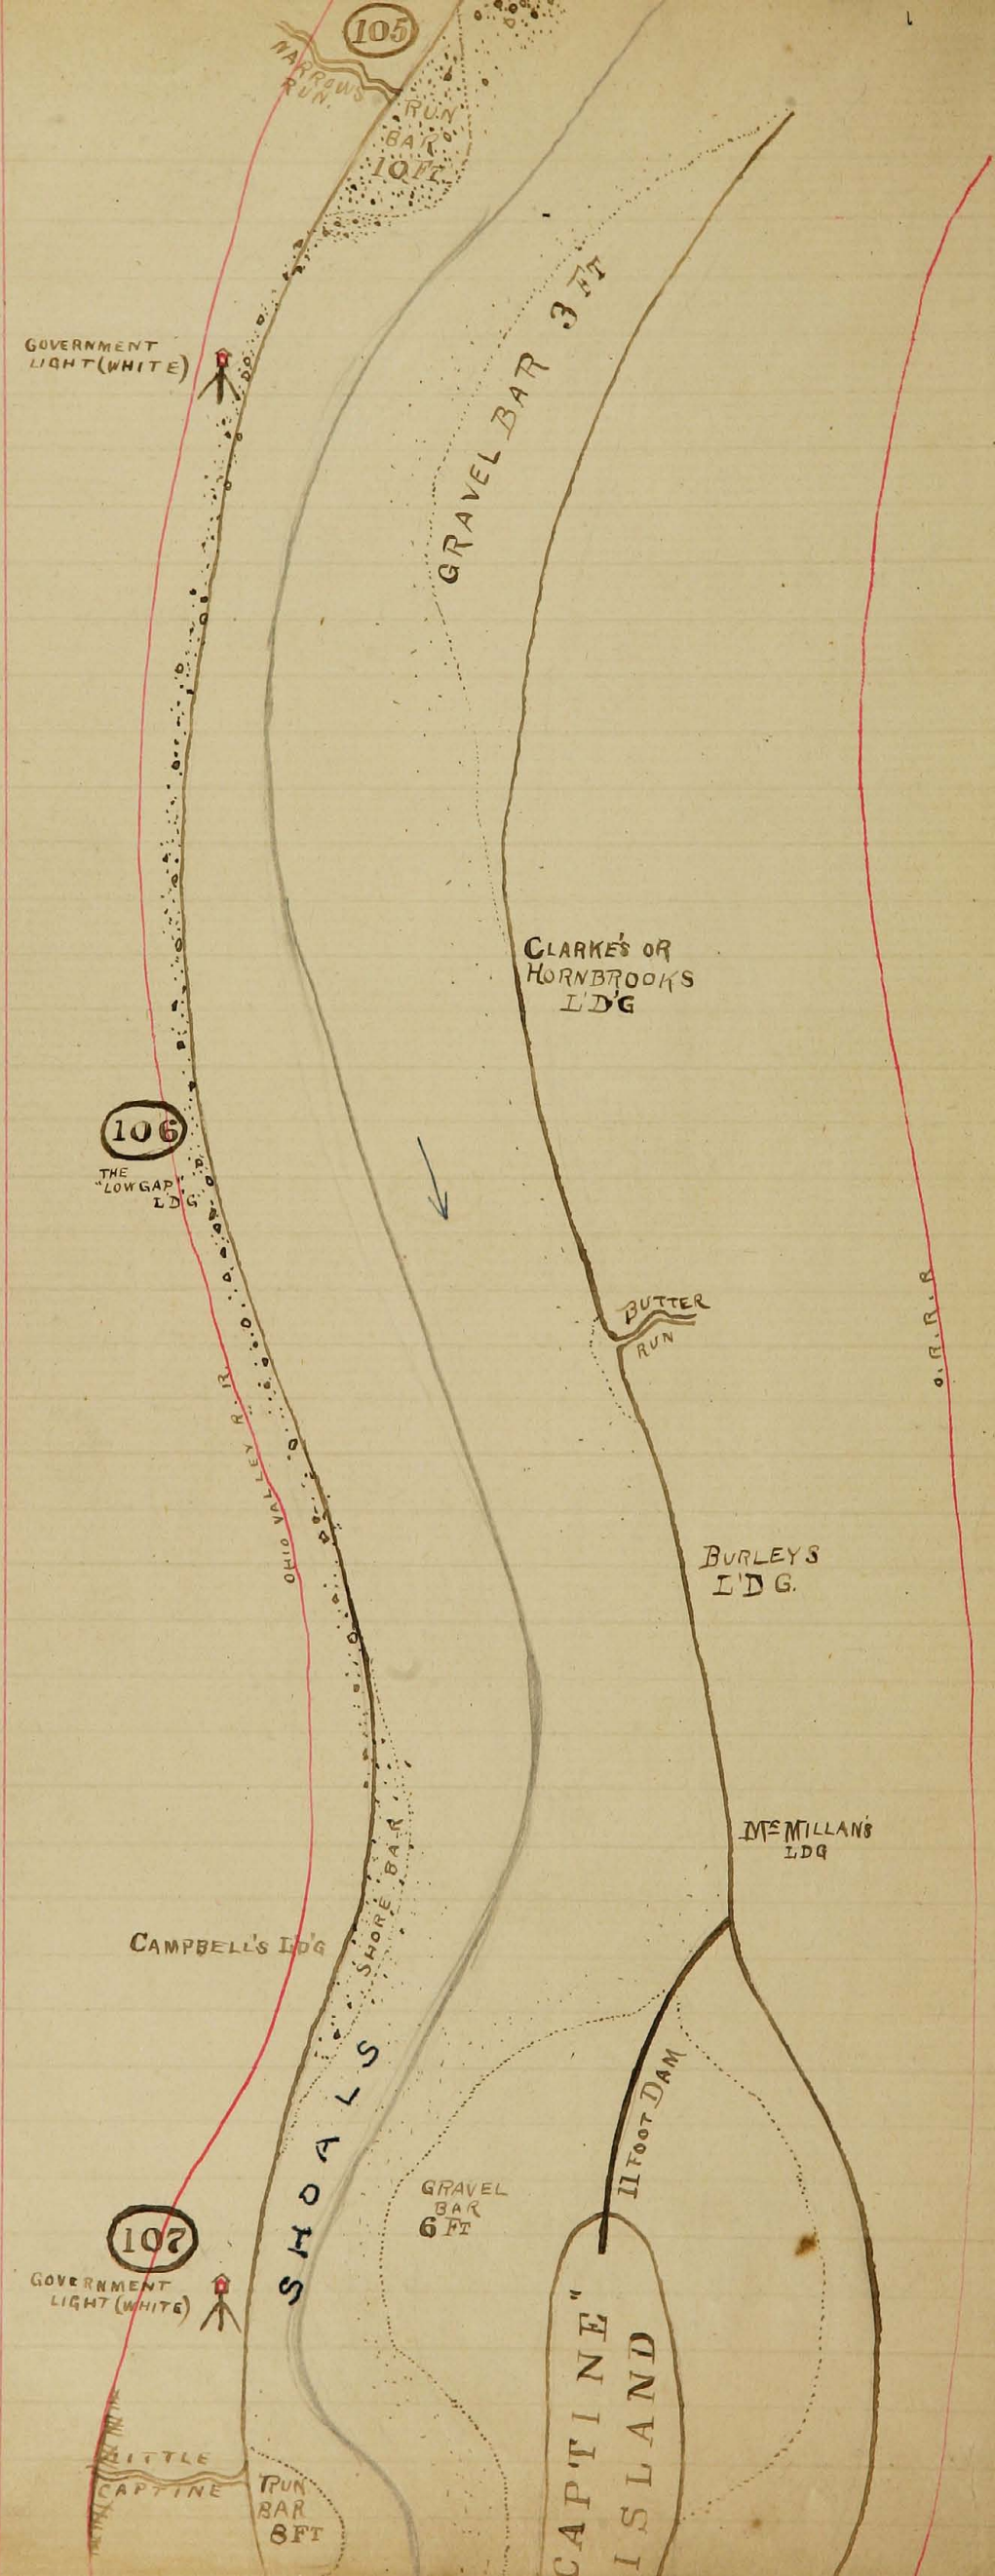 105
NARROWS
RUN.
RUN
BAR
10 FT.
GOVERNMENT
LIGHT (WHITE)
GRAVEL BAR 3 FT
CLARKE'S OR
HORNBROOKS
L'D'G
106
THE
"LOW GAP"
LDG
BUTTER
RUN
O. R. R. R
OHIO VALLEY R. R.
BURLEYS
L'D G.
McMILLAN'S
LDG
SHORE BAR
CAMPBELL'S LD'G
SHOALS
11 FOOT DAM
GRAVEL
BAR
6 FT
107
GOVERNMENT
LIGHT (WHITE)
CAPTINE"
ISLAND
LITTLE
CAPTINE
RUN
BAR
8 FT